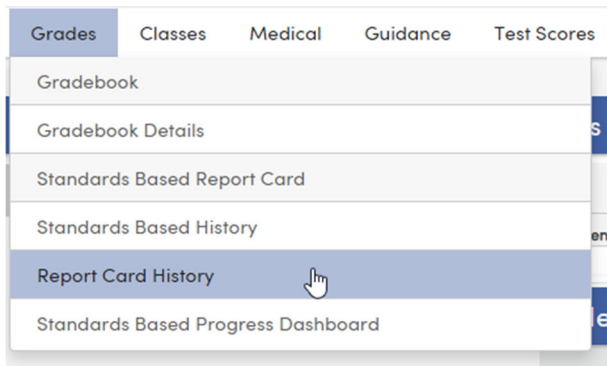 Grades Classes Medical Guidance Test Scores
Gradebook
Gradebook Details
Standards Based Report Card
Standards Based History
Report Card History
Standards Based Progress Dashboard